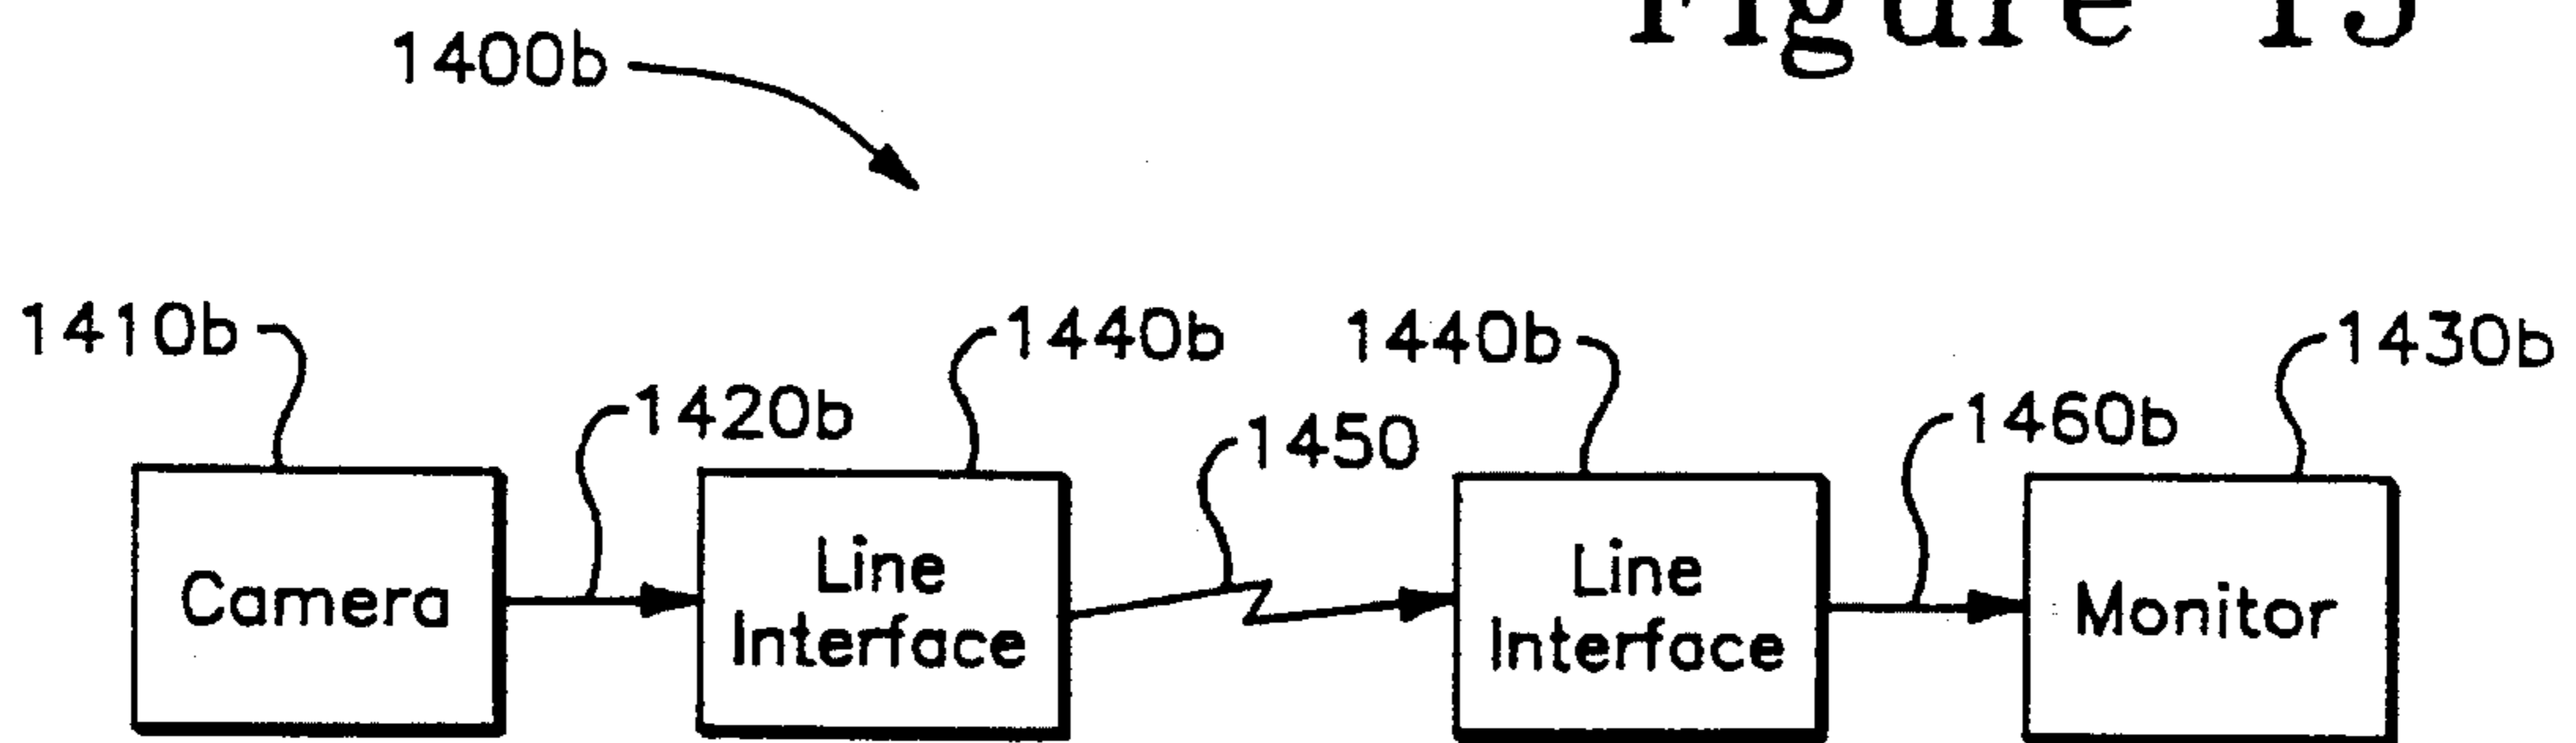 Figure 15
1400b
1410b
1420b
1440b
1450
1440b
1460b
1430b
Camera
Line
Interface
Line
Interface
Monitor